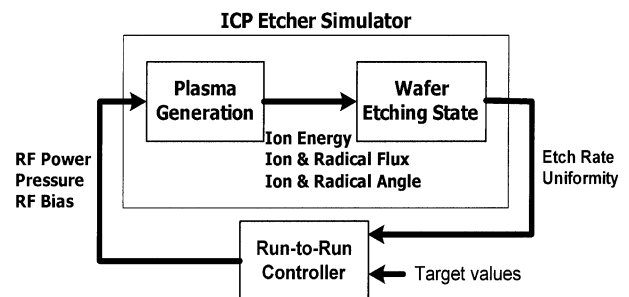 ICP Etcher Simulator
Plasma
Generation
Wafer
Etching State
Ion Energy
Ion & Radical Flux
Ion & Radical Angle
RF Power
Pressure
RF Bias
Etch Rate
Uniformity
Run-to-Run
Controller
Target values